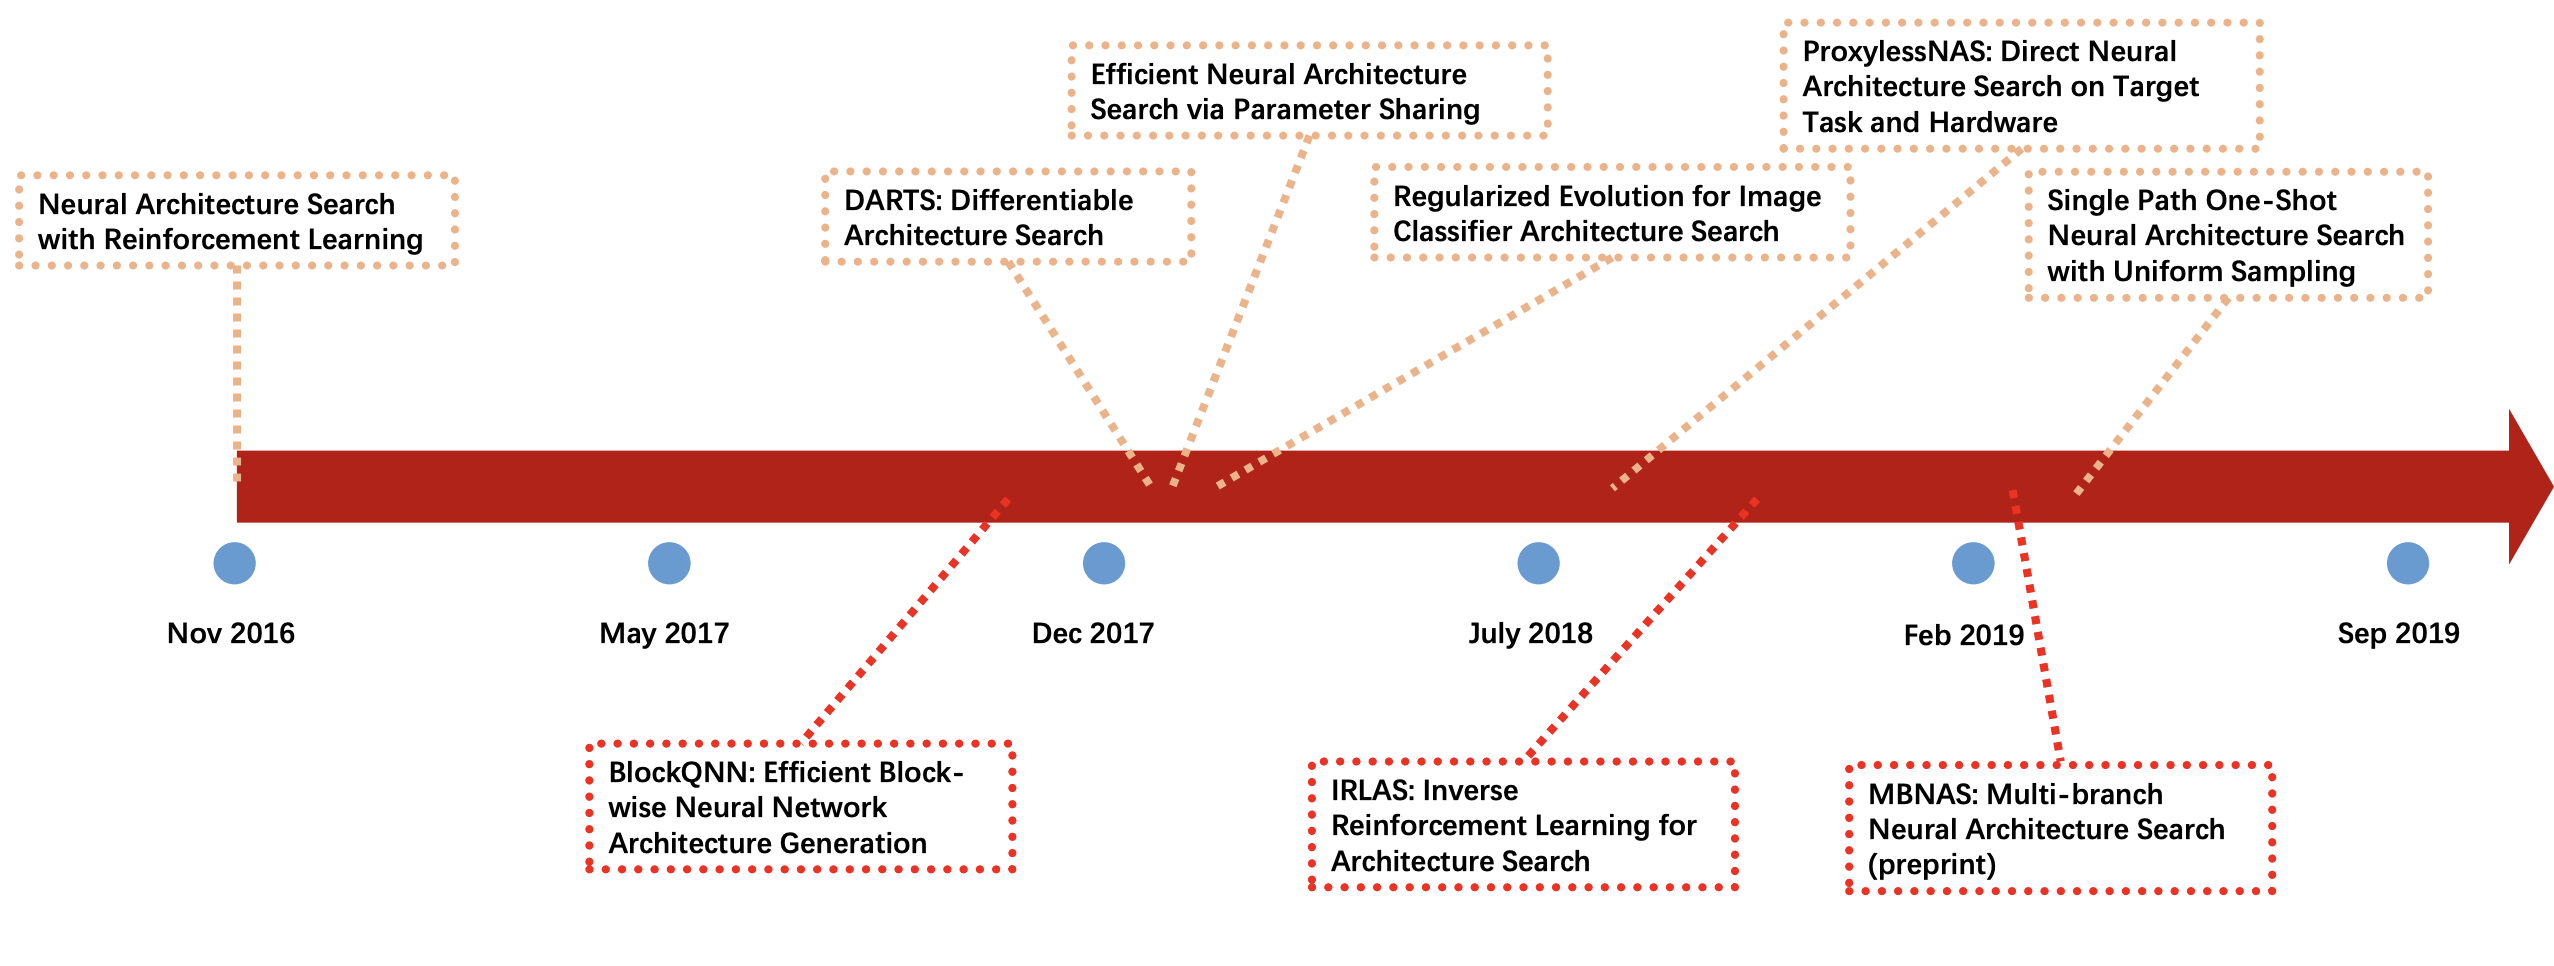 Efficient Neural Architecture
Search via Parameter Sharing
ProxylessNAS: Direct Neural
Architecture Search on Target
Task and Hardware
Neural Architecture Search
with Reinforcement Learning
DARTS: Differentiable
Architecture Search
Regularized Evolution for Image
Classifier Architecture Search
Single Path One-Shot
Neural Architecture Search
with Uniform Sampling
Nov 2016
May 2017
Dec 2017
July 2018
Feb 2019
Sep 2019
BlockQNN: Efficient Block-
wise Neural Network
Architecture Generation
IRLAS: Inverse
Reinforcement Learning for
Architecture Search
MBNAS: Multi-branch
Neural Architecture Search
(preprint)